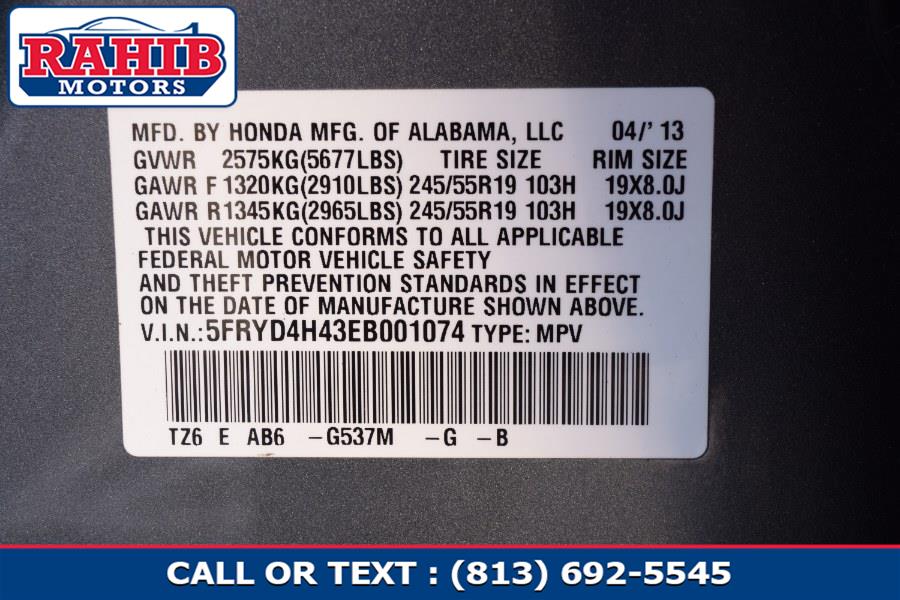 RAHIB
MOTORS
MFD. BY HONDA MFG. OF ALABAMA, LLC 04/' 13
GVWR 2575KG(5677LBS) TIRE SIZE RIM SIZE
GAWR F 1320KG(2910LBS) 245/55R19 103H 19X8.0J
GAWR R1345KG(2965LBS) 245/55R19 103H 19X8.0J
THIS VEHICLE CONFORMS TO ALL APPLICABLE
FEDERAL MOTOR VEHICLE SAFETY
AND THEFT PREVENTION STANDARDS IN EFFECT
ON THE DATE OF MANUFACTURE SHOWN ABOVE.
V.I.N.:5FRYD4H43EB001074 TYPE: MPV
TZ6 E AB6 -G537M -G -B
CALL OR TEXT : (813) 692-5545